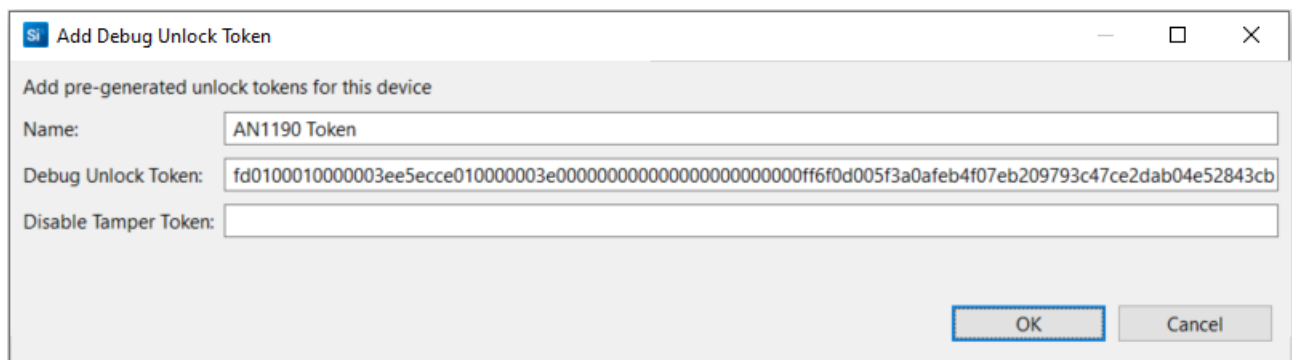 Si Add Debug Unlock Token
Add pre-generated unlock tokens for this device
Name: AN1190 Token
Debug Unlock Token: fd0100010000003ee5ecce010000003e0000000000000000000000000ff6f0d005f3a0afeb4f07eb209793c47ce2dab04e52843cb
Disable Tamper Token:
OK Cancel